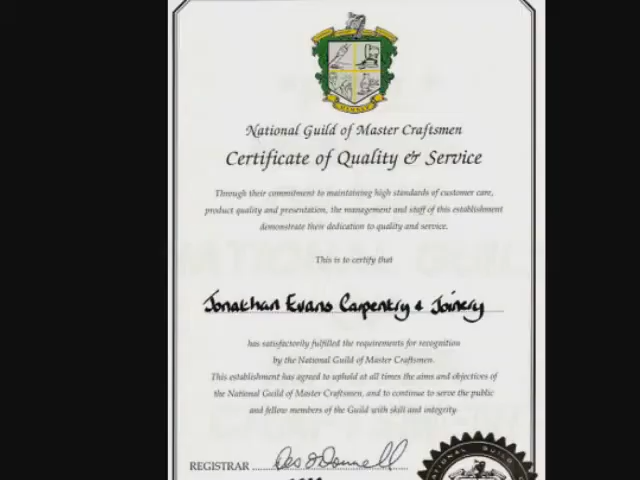 National Guild of Master Craftsmen
Certificate of Quality & Service
Through their commitment to maintaining high standards of customer care,
product quality and presentation, the management and staff of this establishment
demonstrate their dedication to quality and service.
This is to certify that
Jonathan Evans Carpentry & Joinery
has satisfactorily fulfilled the requirements for recognition
by the National Guild of Master Craftsmen.
This establishment has agreed to uphold at all times the aims and objectives of
the National Guild of Master Craftsmen, and to continue to serve the public
and fellow members of the Guild with skill and integrity.
REGISTRAR Des O'Donnell
NATIONAL GUILD